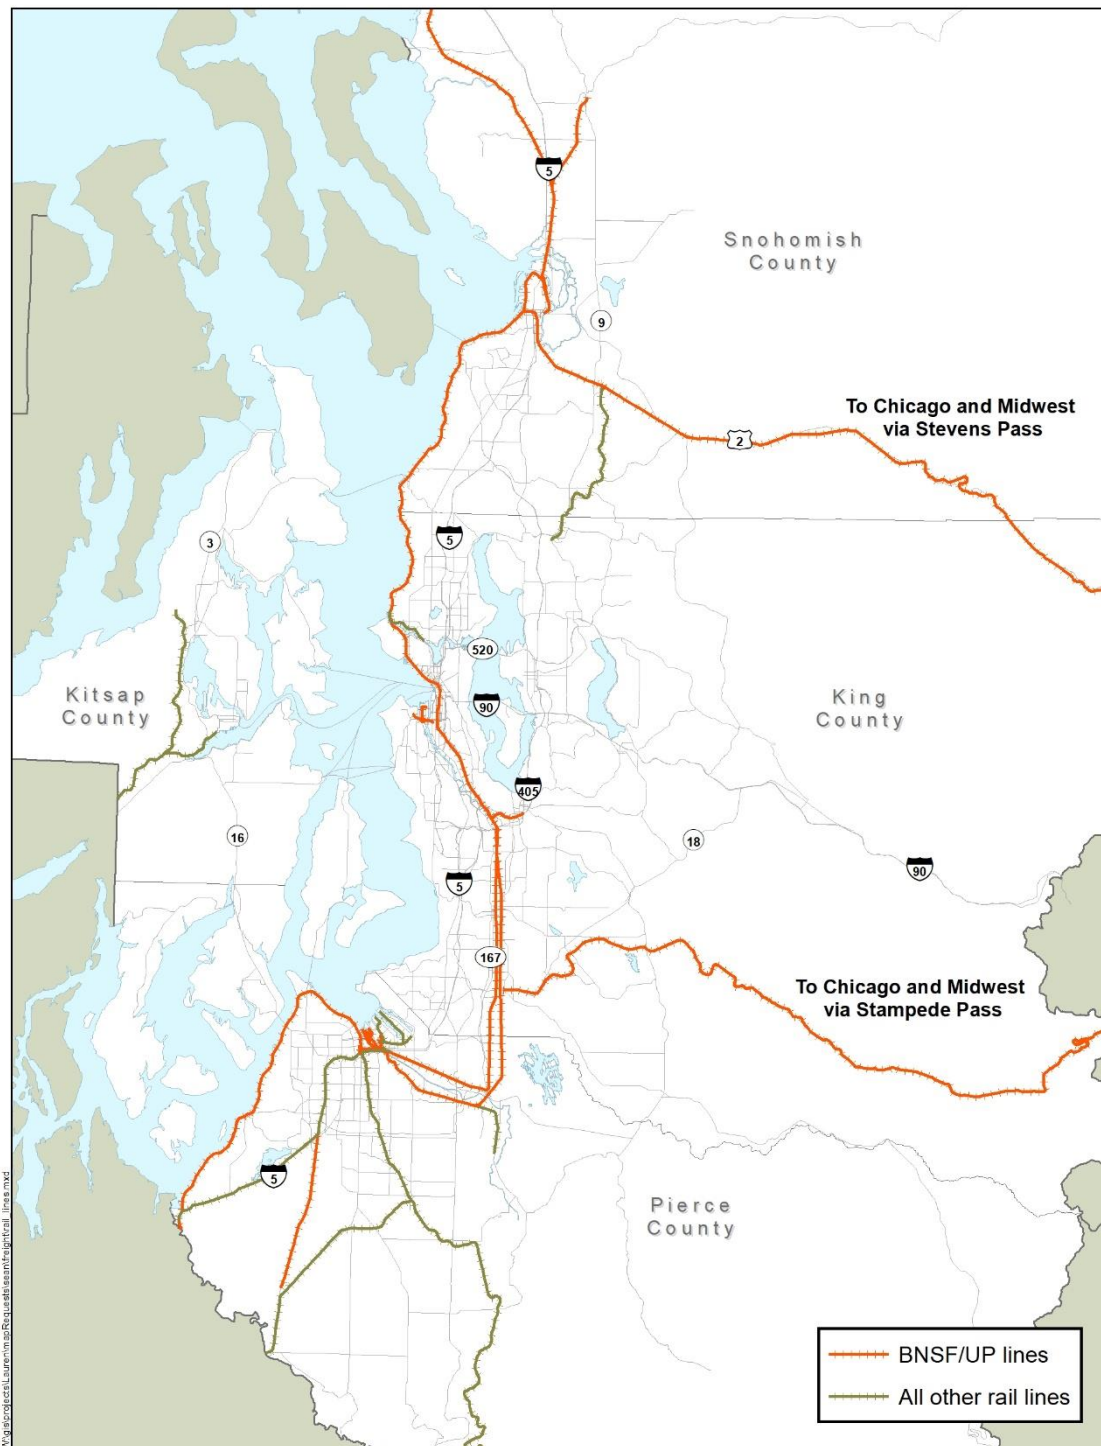 5
Snohomish
County
9
To Chicago and Midwest
via Stevens Pass
2
5
3
520
Kitsap
County
90
King
County
405
16
18
5
90
167
To Chicago and Midwest
via Stampede Pass
5
Pierce
County
BNSF/UP lines
All other rail lines